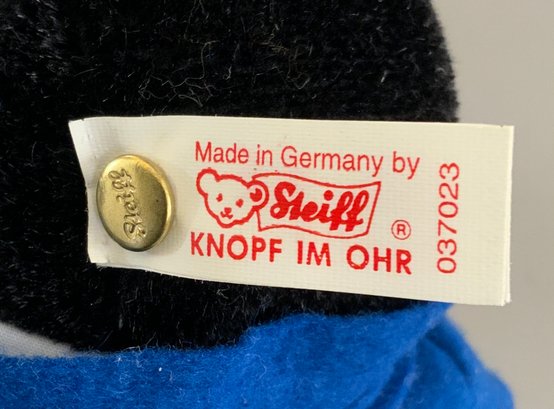 Made in Germany by
Steiff
®
KNOPF IM OHR
037023
Steiff